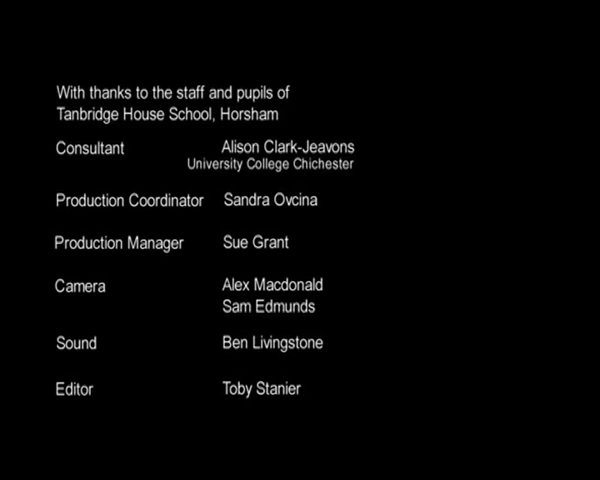 With thanks to the staff and pupils of
Tanbridge House School, Horsham
Consultant Alison Clark-Jeavons
University College Chichester
Production Coordinator Sandra Ovcina
Production Manager Sue Grant
Camera Alex Macdonald
Sam Edmunds
Sound Ben Livingstone
Editor Toby Stanier